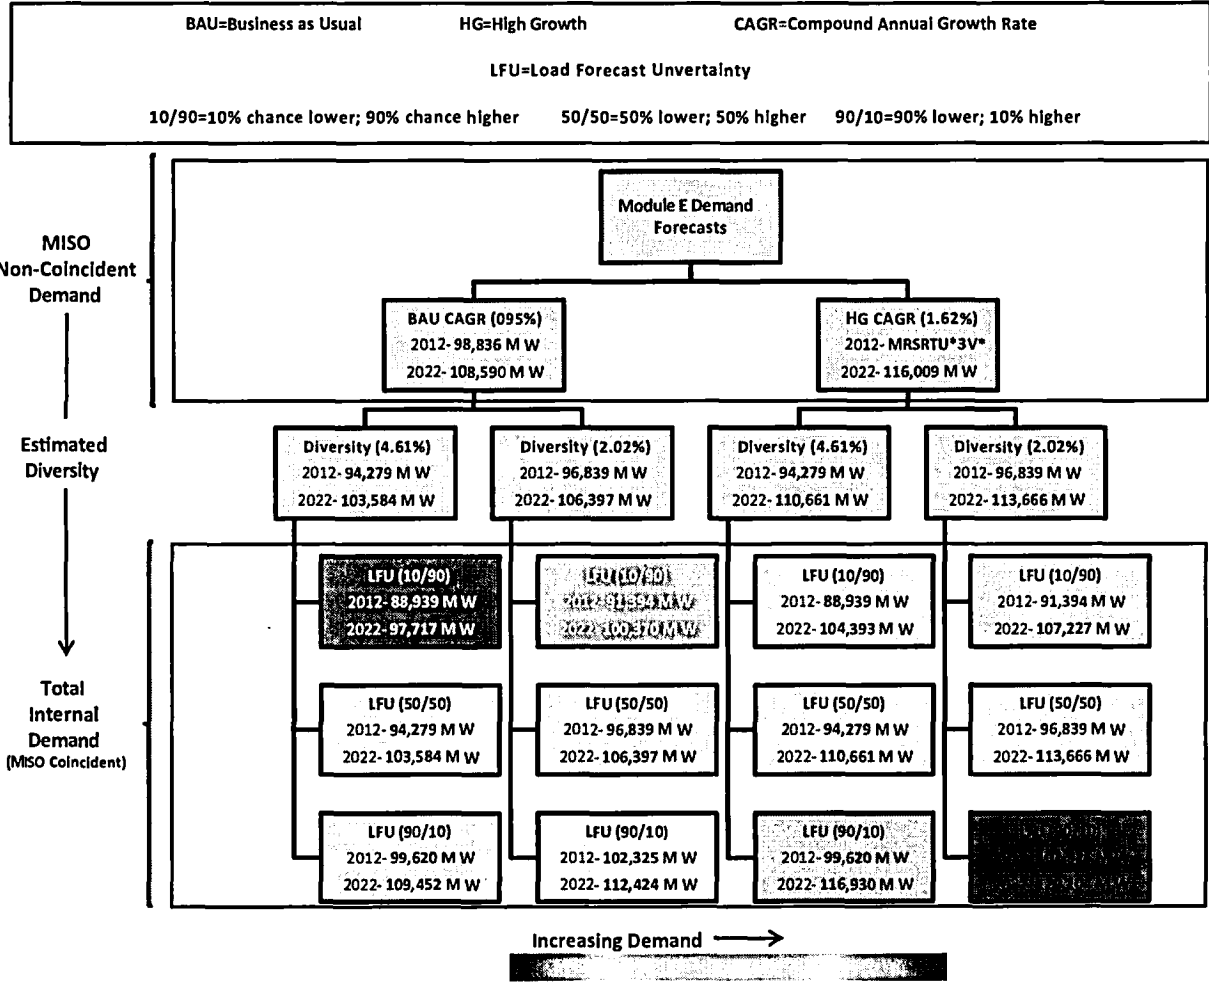 BAU=Business as Usual HG=High Growth CAGR=Compound Annual Growth Rate
LFU=Load Forecast Unvertainty
10/90=10% chance lower; 90% chance higher 50/50=50% lower; 50% higher 90/10=90% lower; 10% higher
MISO
Non-Coincident
Demand
Module E Demand
Forecasts
BAU CAGR (095%)
2012- 98,836 M W
2022- 108,590 M W
HG CAGR (1.62%)
2012- MRSRTU*3V*
2022- 116,009 M W
Estimated
Diversity
Diversity (4.61%)
2012- 94,279 M W
2022- 103,584 M W
Diversity (2.02%)
2012- 96,839 M W
2022- 106,397 M W
Diversity (4.61%)
2012- 94,279 M W
2022- 110,661 M W
Diversity (2.02%)
2012- 96,839 M W
2022- 113,666 M W
Total
Internal
Demand
(MISO Coincident)
LFU (10/90)
2012- 88,939 M W
2022- 97,717 M W
LFU (10/90)
2012- 91,394 M W
2022- 100,370 M W
LFU (10/90)
2012- 88,939 M W
2022- 104,393 M W
LFU (10/90)
2012- 91,394 M W
2022- 107,227 M W
LFU (50/50)
2012- 94,279 M W
2022- 103,584 M W
LFU (50/50)
2012- 96,839 M W
2022- 106,397 M W
LFU (50/50)
2012- 94,279 M W
2022- 110,661 M W
LFU (50/50)
2012- 96,839 M W
2022- 113,666 M W
LFU (90/10)
2012- 99,620 M W
2022- 109,452 M W
LFU (90/10)
2012- 102,325 M W
2022- 112,424 M W
LFU (90/10)
2012- 99,620 M W
2022- 116,930 M W
Increasing Demand